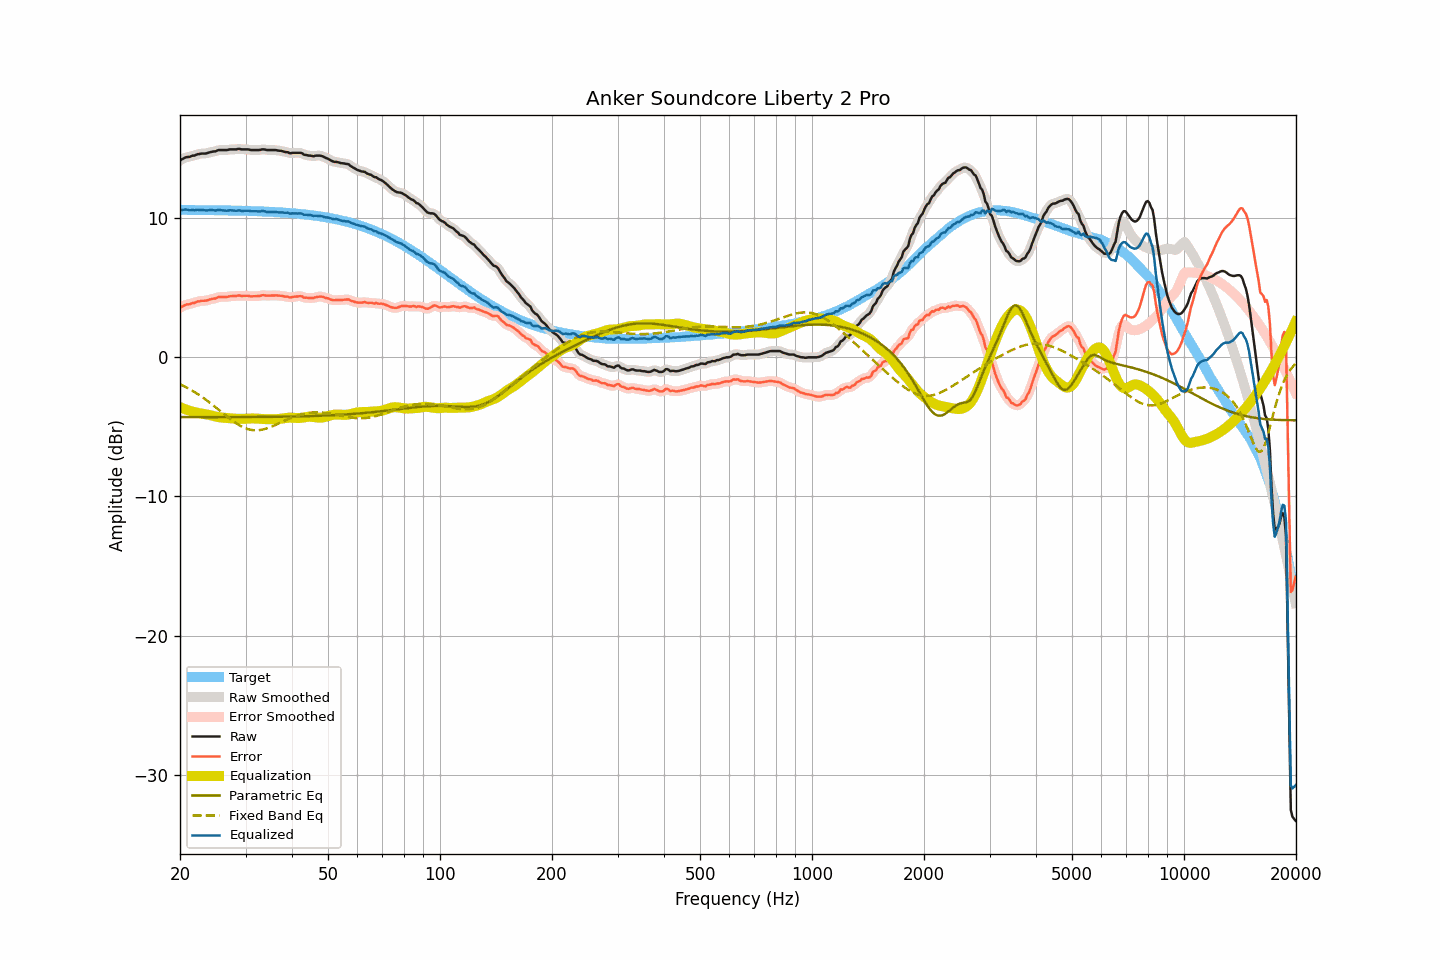 Anker Soundcore Liberty 2 Pro
Amplitude (dBr)
10
0
−10
−20
−30
Target
Raw Smoothed
Error Smoothed
Raw
Error
Equalization
Parametric Eq
Fixed Band Eq
Equalized
20 50 100 200 500 1000 2000 5000 10000 20000
Frequency (Hz)